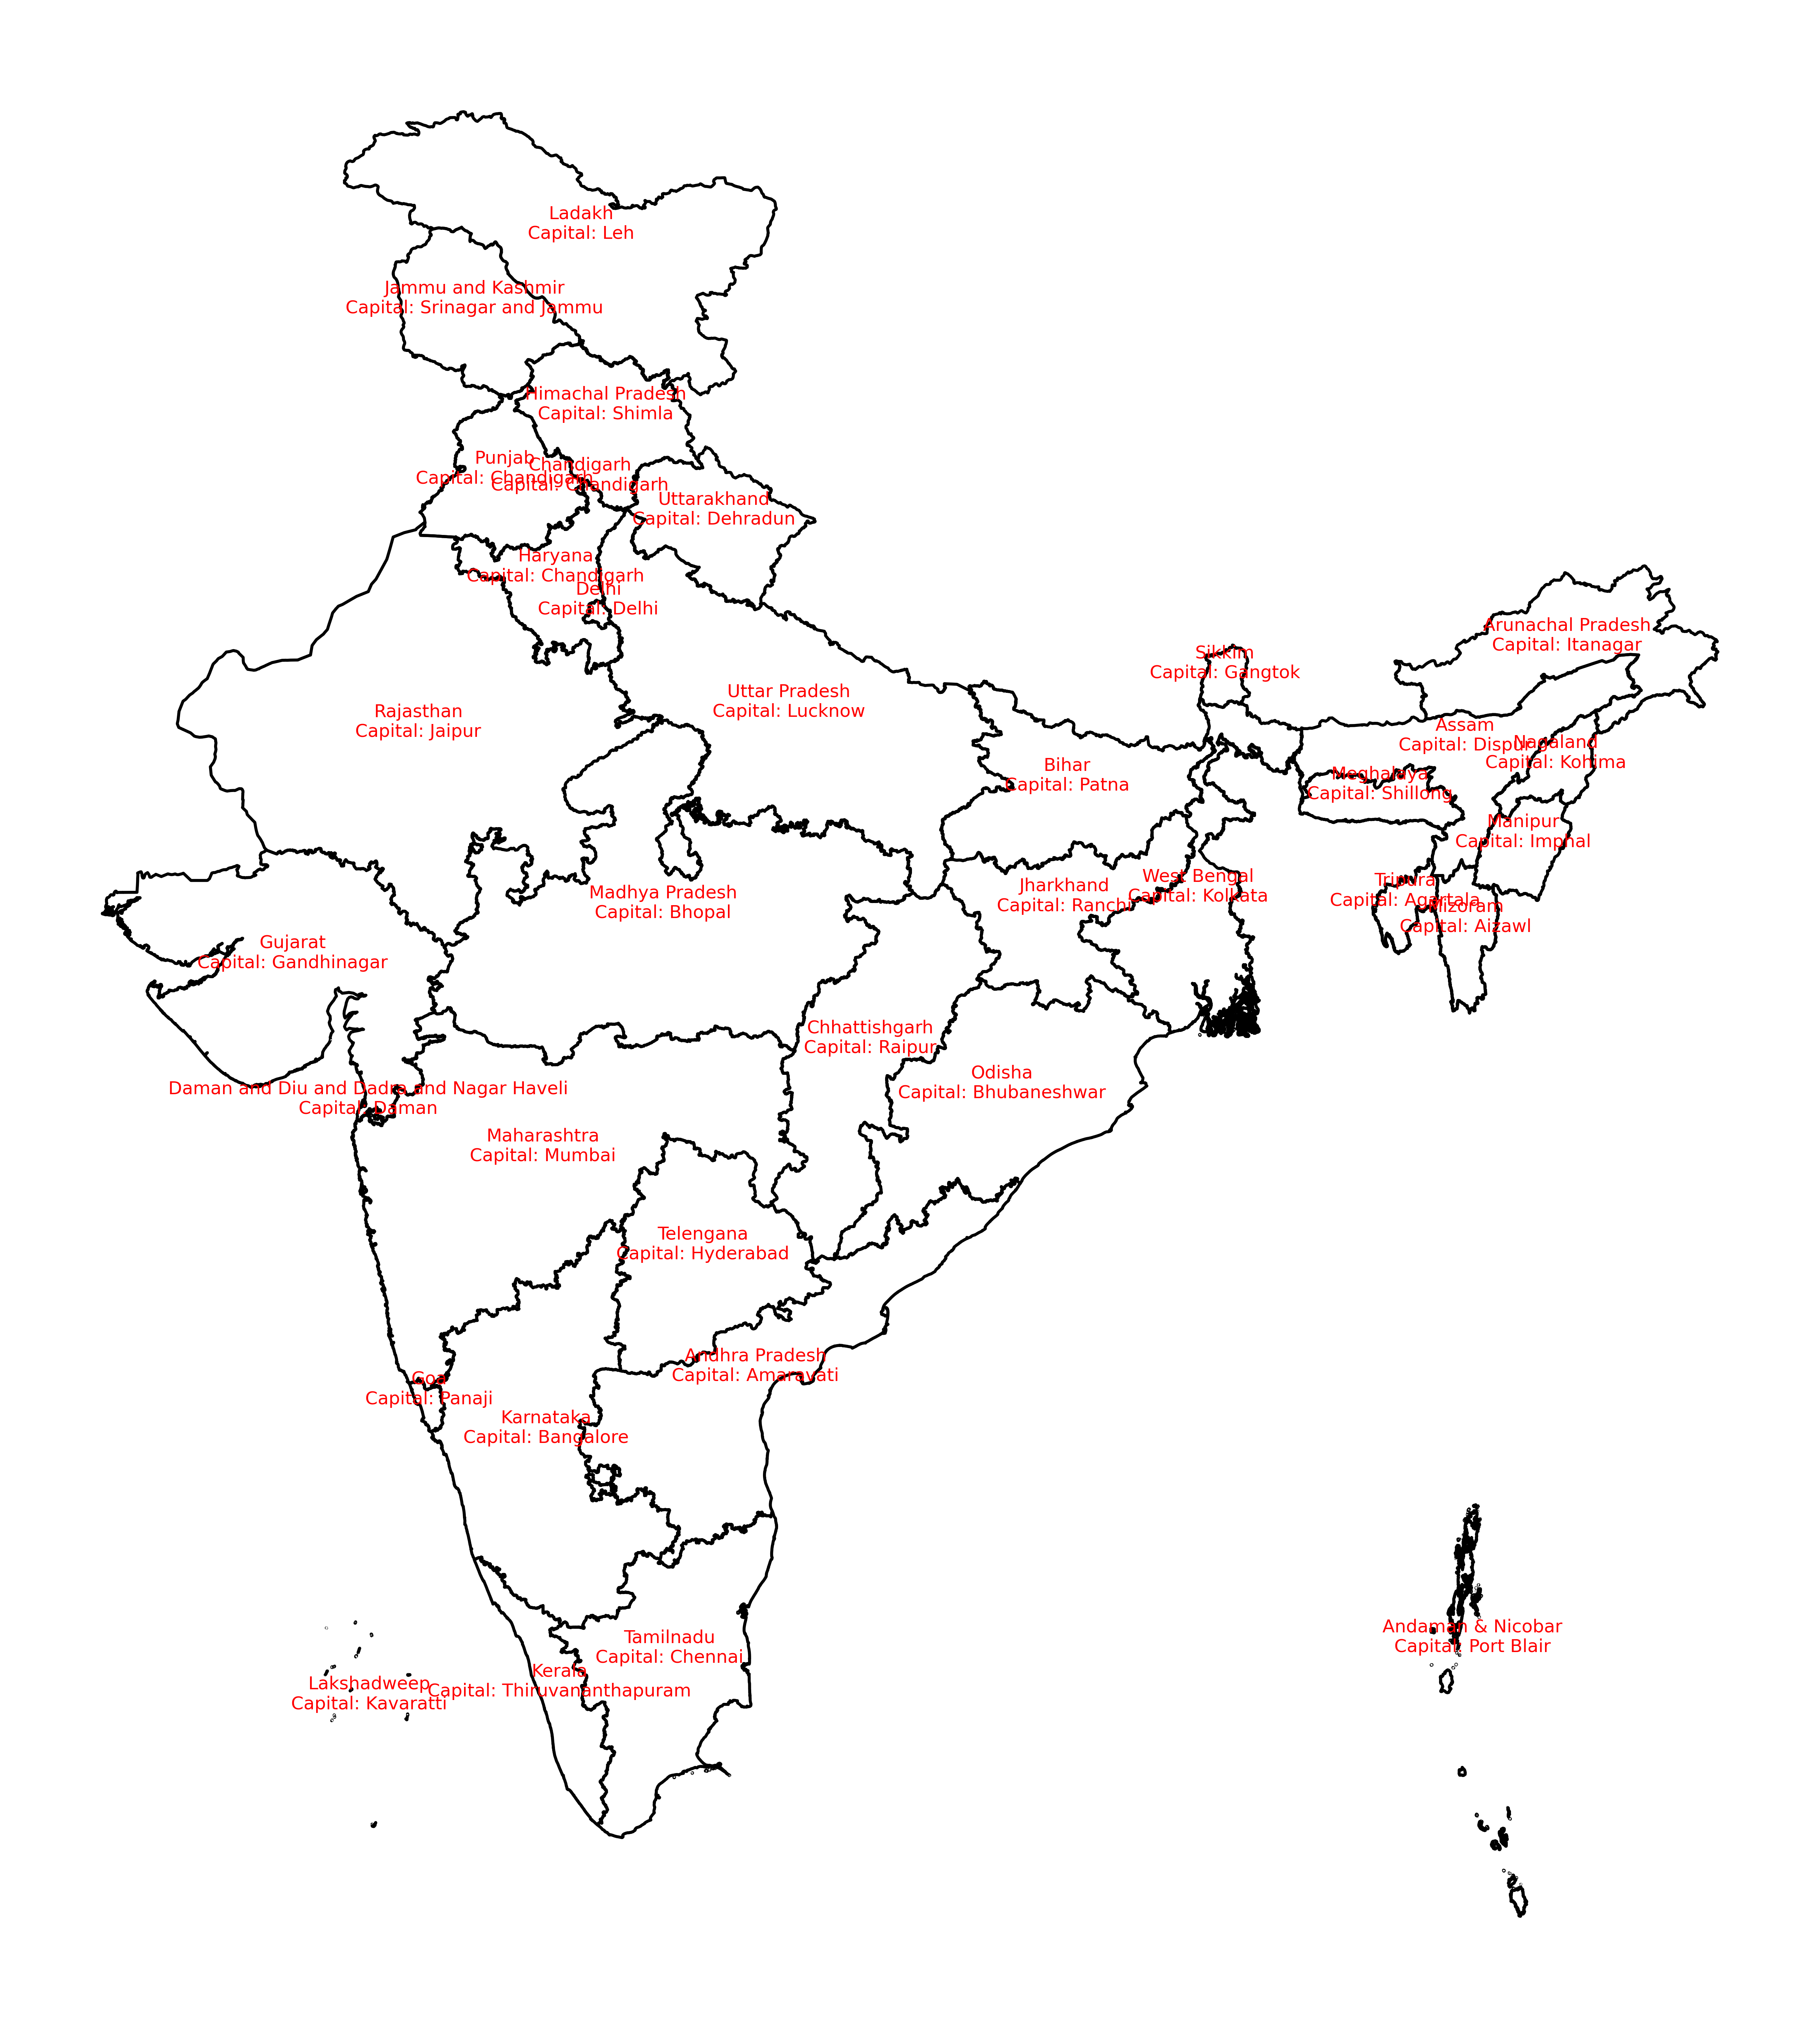 Ladakh
Capital: Leh
Jammu and Kashmir
Capital: Srinagar and Jammu
Himachal Pradesh
Capital: Shimla
Punjab
Capital: Chandigarh
Chandigarh
Capital: Chandigarh
Uttarakhand
Capital: Dehradun
Haryana
Capital: Chandigarh
Delhi
Capital: Delhi
Arunachal Pradesh
Capital: Itanagar
Sikkim
Capital: Gangtok
Uttar Pradesh
Capital: Lucknow
Rajasthan
Capital: Jaipur
Assam
Capital: Dispur
Nagaland
Capital: Kohima
Bihar
Capital: Patna
Meghalaya
Capital: Shillong
Manipur
Capital: Imphal
West Bengal
Capital: Kolkata
Jharkhand
Capital: Ranchi
Tripura
Capital: Agartala
Mizoram
Capital: Aizawl
Madhya Pradesh
Capital: Bhopal
Gujarat
Capital: Gandhinagar
Chhattishgarh
Capital: Raipur
Odisha
Capital: Bhubaneshwar
Daman and Diu and Dadra and Nagar Haveli
Capital: Daman
Maharashtra
Capital: Mumbai
Telengana
Capital: Hyderabad
Andhra Pradesh
Capital: Amaravati
Goa
Capital: Panaji
Karnataka
Capital: Bangalore
Andaman & Nicobar
Capital: Port Blair
Tamilnadu
Capital: Chennai
Kerala
Capital: Thiruvananthapuram
Lakshadweep
Capital: Kavaratti